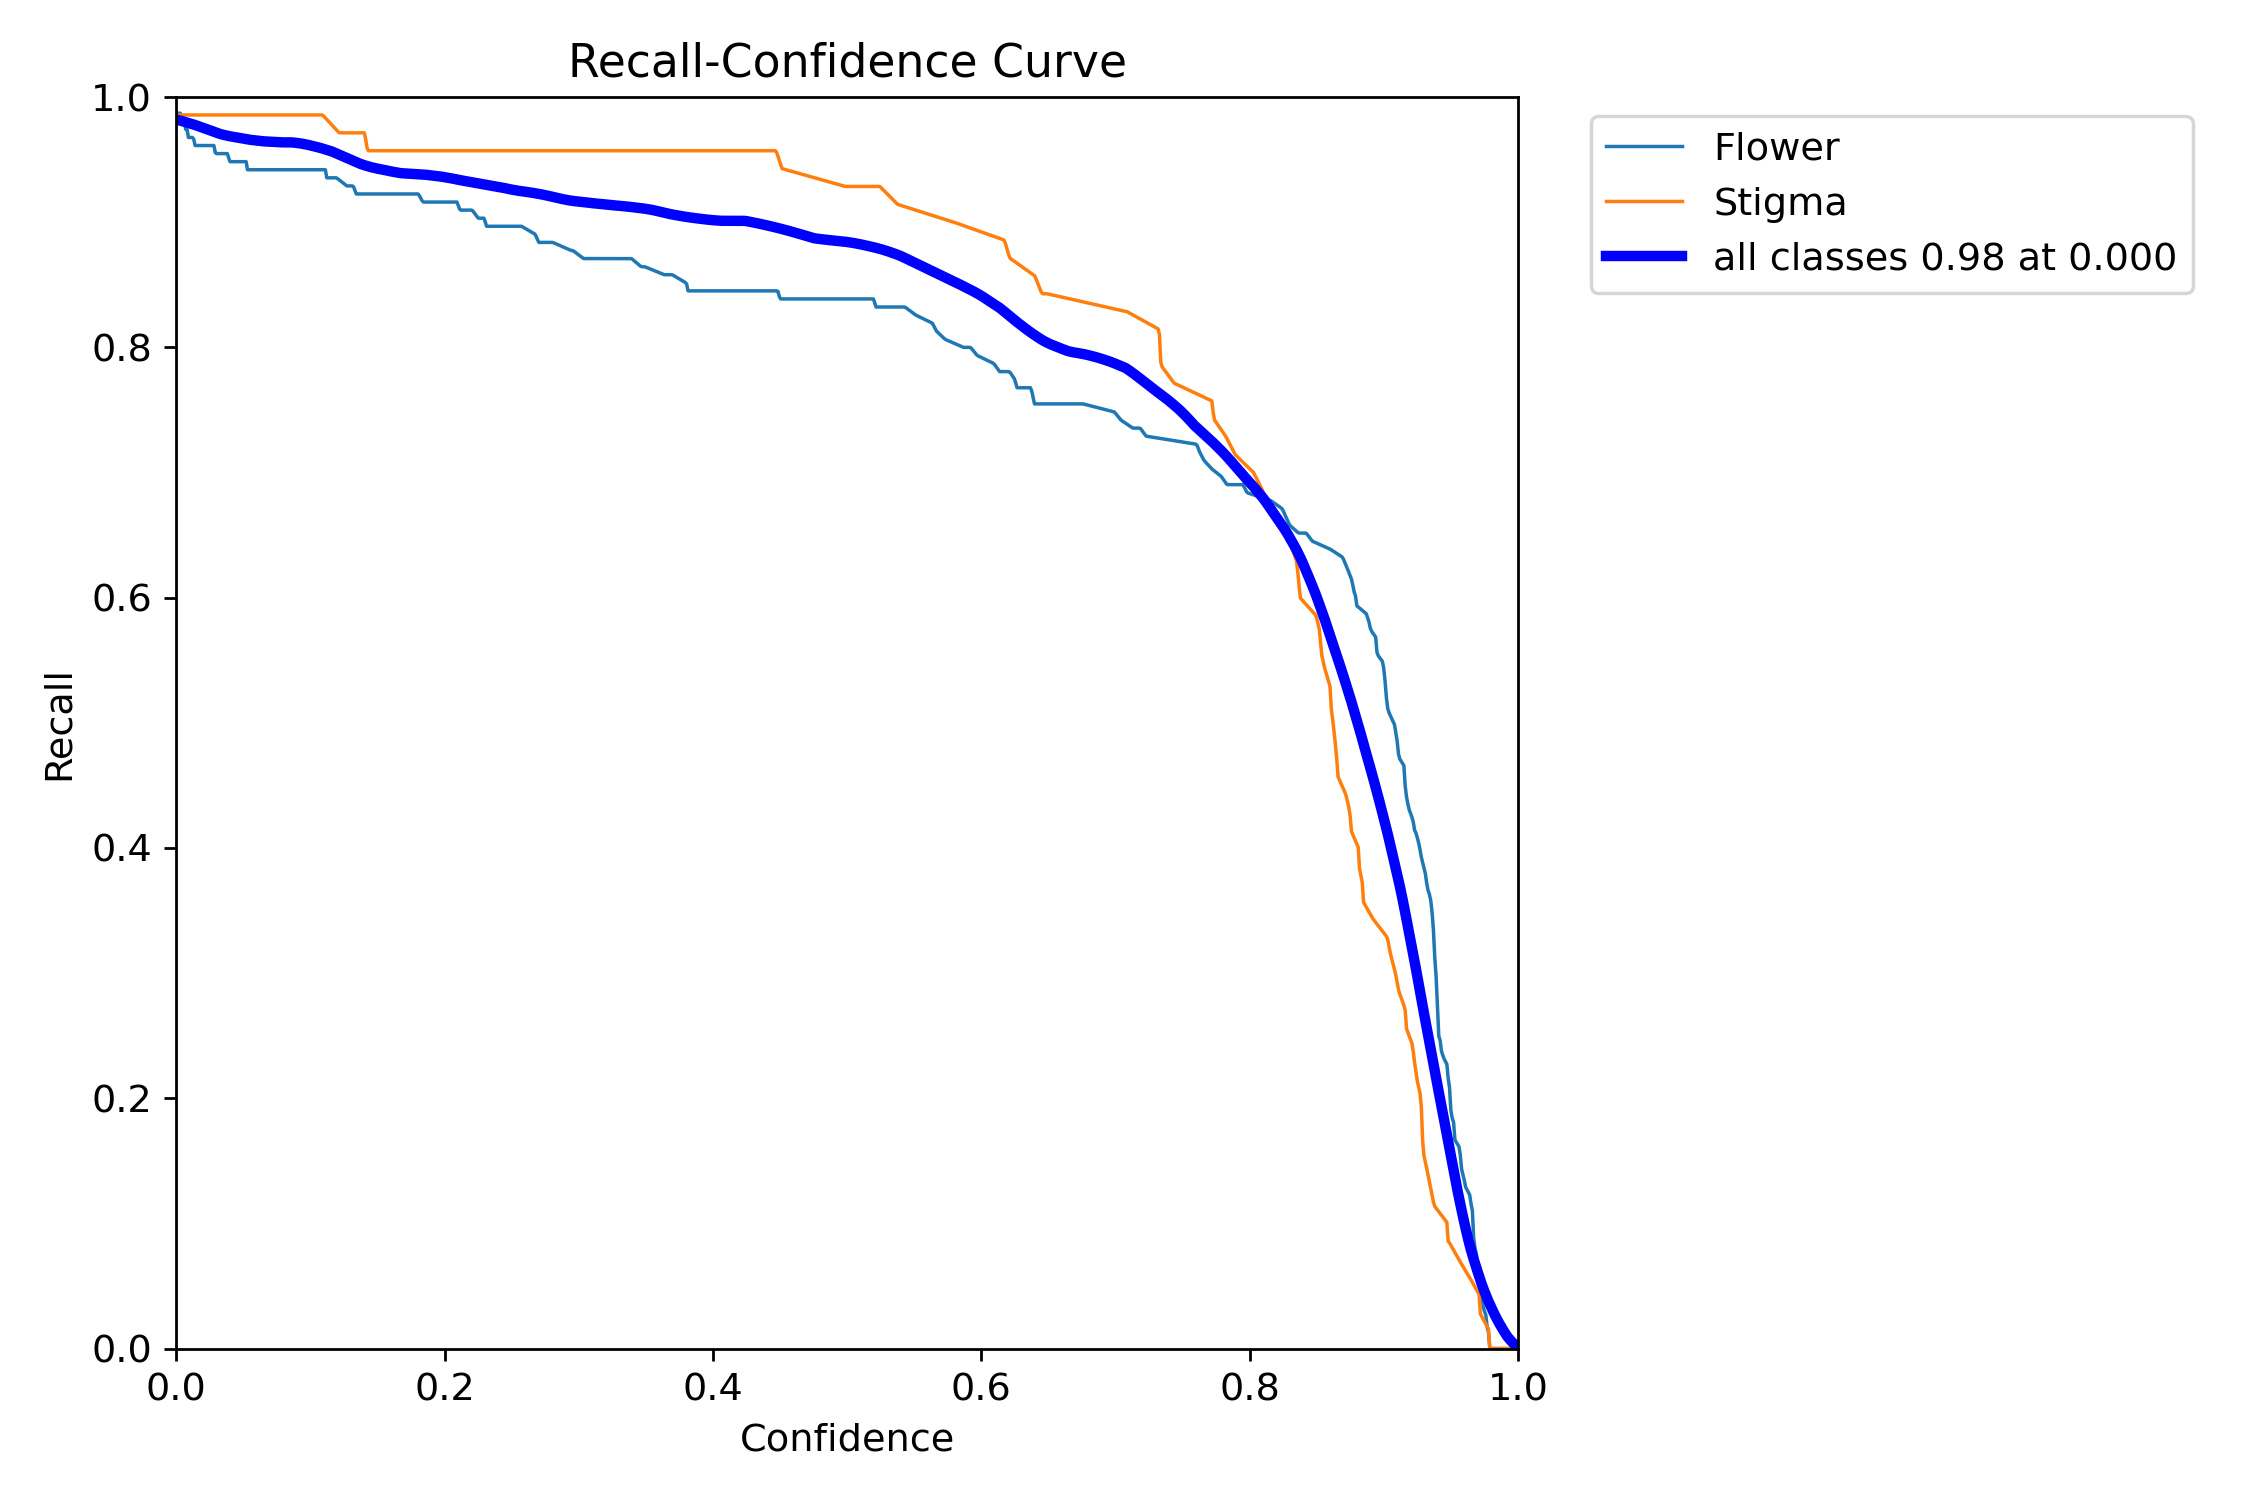 Recall-Confidence Curve
1.0
0.8
0.6
0.4
0.2
0.0
Recall
0.0 0.2 0.4 0.6 0.8 1.0
Confidence
Flower
Stigma
all classes 0.98 at 0.000